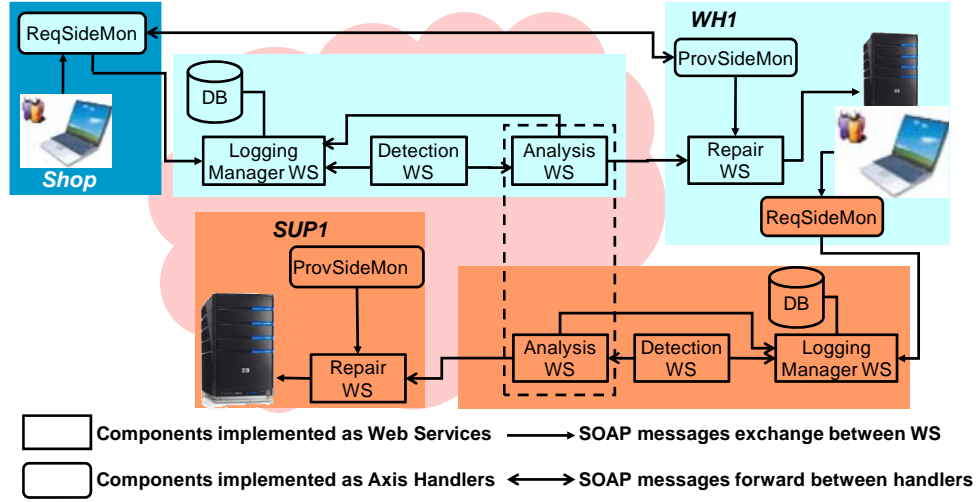 WH1
ReqSideMon
ProvSideMon
DB
Logging
Manager WS
Detection
WS
Analysis
WS
Repair
WS
Shop
ReqSideMon
SUP1
ProvSideMon
DB
Repair
WS
Analysis
WS
Detection
WS
Logging
Manager WS
Components implemented as Web Services
SOAP messages exchange between WS
Components implemented as Axis Handlers
SOAP messages forward between handlers